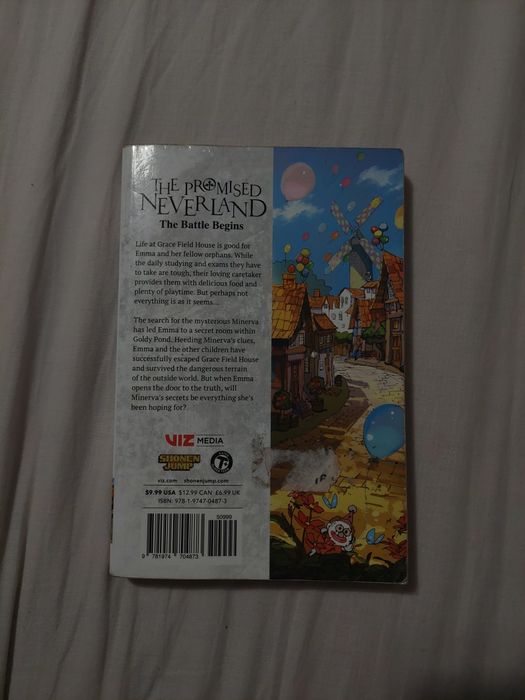 THE PROMISED
NEVERLAND
The Battle Begins
Life at Grace Field House is good for
Emma and her fellow orphans. While
the daily studying and exams they have
to take are tough, their loving caretaker
provides them with delicious food and
plenty of playtime. But perhaps not
everything is as it seems...
The search for the mysterious Minerva
has led Emma to a secret room within
Goldy Pond. Heeding Minerva's clues,
Emma and the other children have
successfully escaped Grace Field House
and survived the dangerous terrain
of the outside world. But when Emma
opens the door to the truth, will
Minerva's secrets be everything she's
been hoping for?
VIZ MEDIA
SHONEN
JUMP
T
viz.com shonenjump.com
$9.99 USA $12.99 CAN £6.99 UK
ISBN: 978-1-9747-0487-3
50999
9 781974 704873